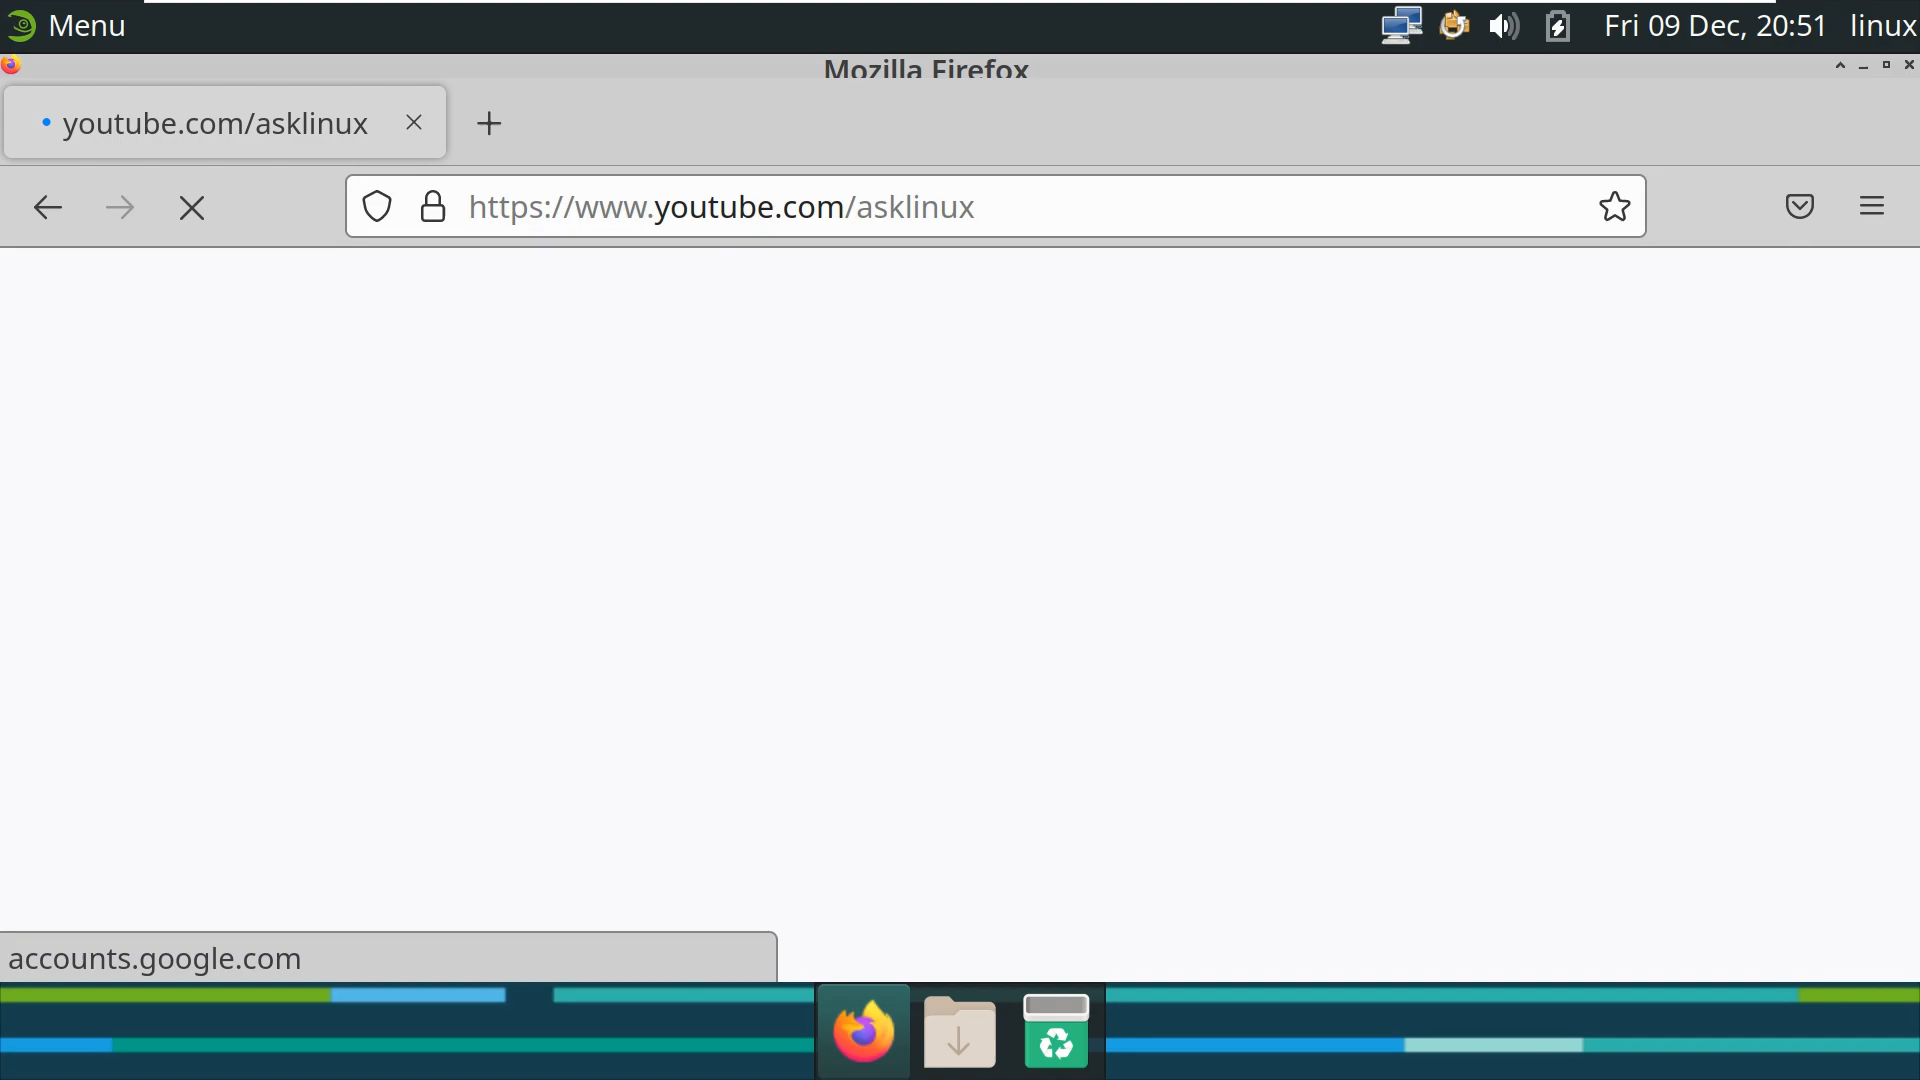 Menu
Fri 09 Dec, 20:51 linux
Mozilla Firefox
youtube.com/asklinux
https://www.youtube.com/asklinux
accounts.google.com